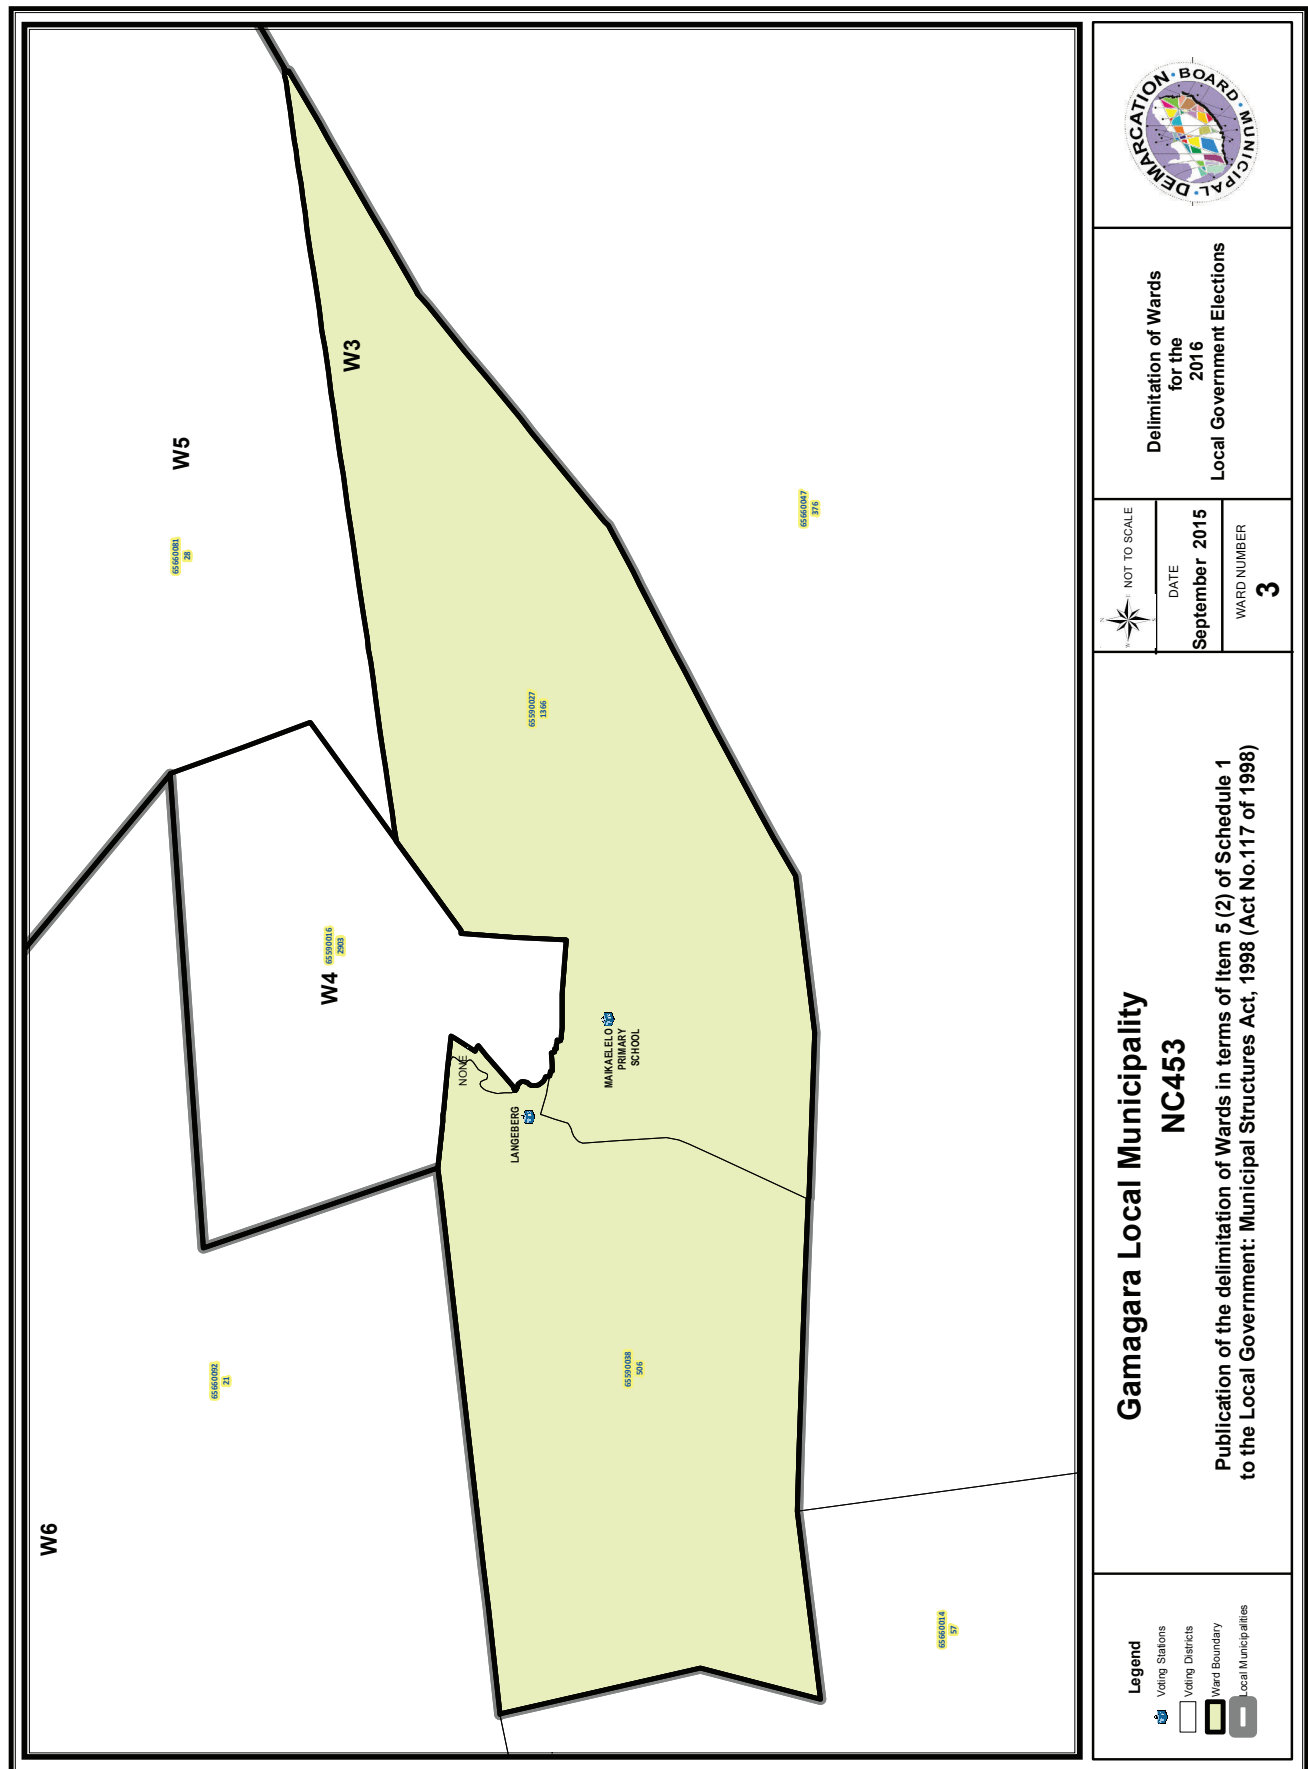 W6
W5
W3
W4
65660081
28
65590016
2903
65590027
1366
65660047
376
65660092
21
65590038
506
65660014
57
NONE
LANGEBERG
MAIKAELELO
PRIMARY
SCHOOL
Legend
Voting Stations
Voting Districts
Ward Boundary
Local Municipalities
Gamagara Local Municipality
NC453
Publication of the delimitation of Wards in terms of Item 5 (2) of Schedule 1
to the Local Government: Municipal Structures Act, 1998 (Act No.117 of 1998)
N
W E
S
NOT TO SCALE
DATE
September 2015
WARD NUMBER
3
Delimitation of Wards
for the
2016
Local Government Elections
MUNICIPAL · DEMARCATION · BOARD ·